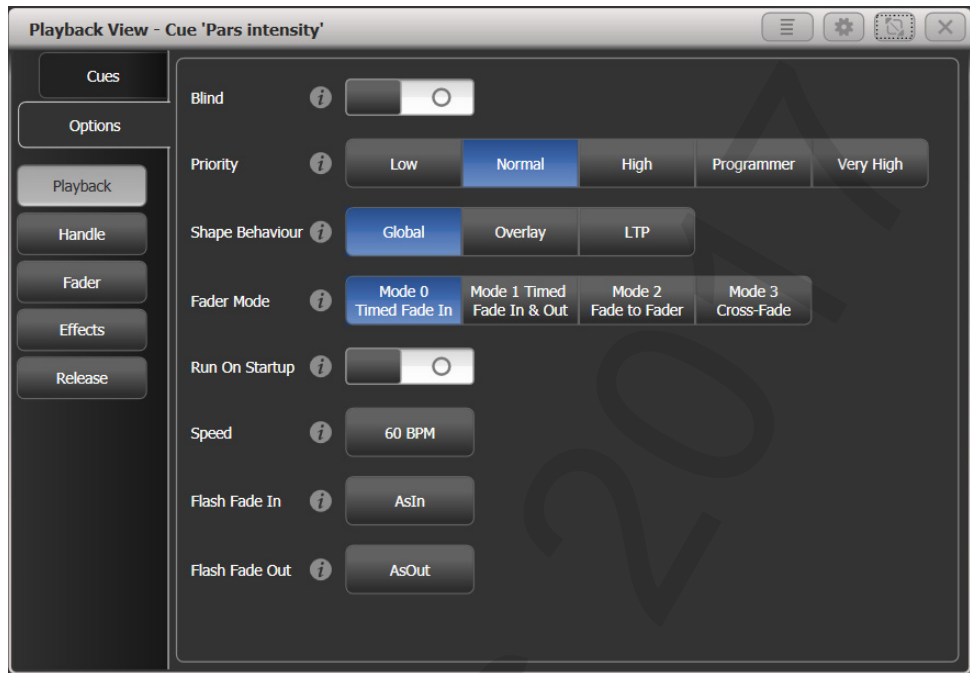 Playback View - Cue 'Pars intensity'
Cues
Options
Playback
Handle
Fader
Effects
Release
Blind
Priority Low Normal High Programmer Very High
Shape Behaviour Global Overlay LTP
Fader Mode Mode 0 Timed Fade In Mode 1 Timed Fade In & Out Mode 2 Fade to Fader Mode 3 Cross-Fade
Run On Startup
Speed 60 BPM
Flash Fade In AsIn
Flash Fade Out AsOut
2017